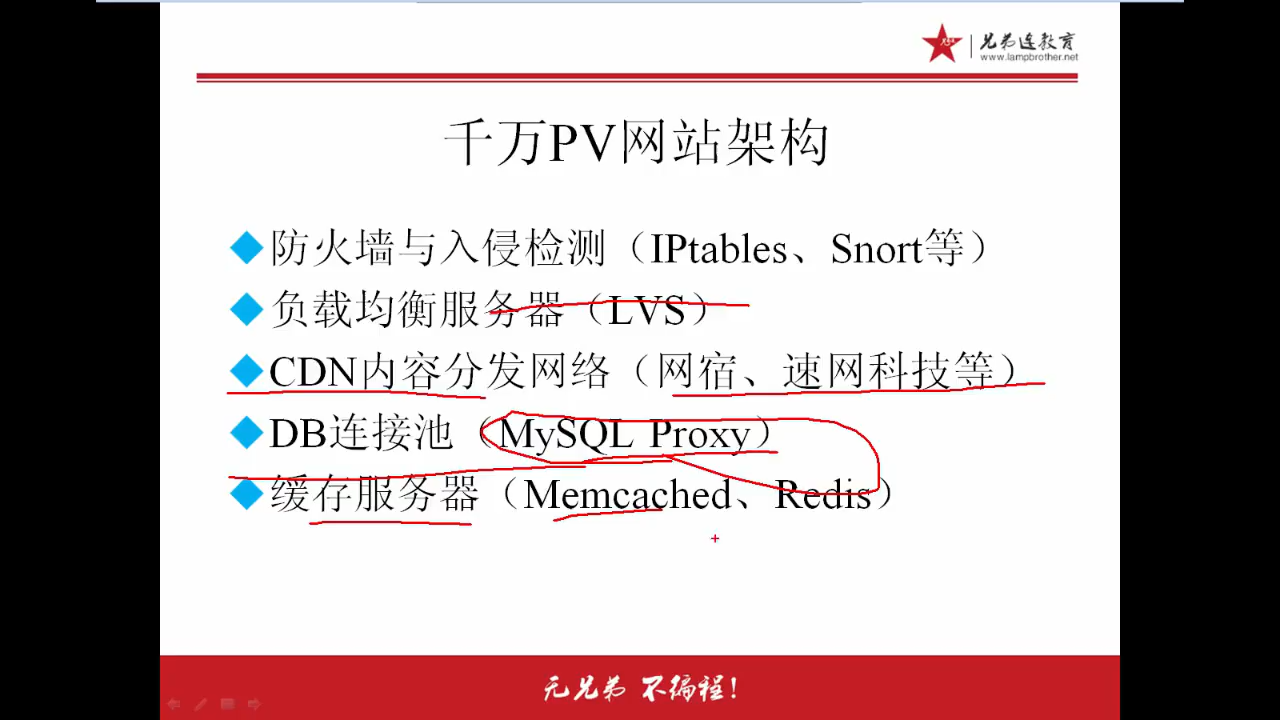 兄弟连教育
www.lampbrother.net
千万PV网站架构
防火墙与入侵检测（IPtables、Snort等）
负载均衡服务器（LVS）
CDN内容分发网络（网宿、速网科技等）
DB连接池（MySQL Proxy）
缓存服务器（Memcached、Redis）
无兄弟 不编程！